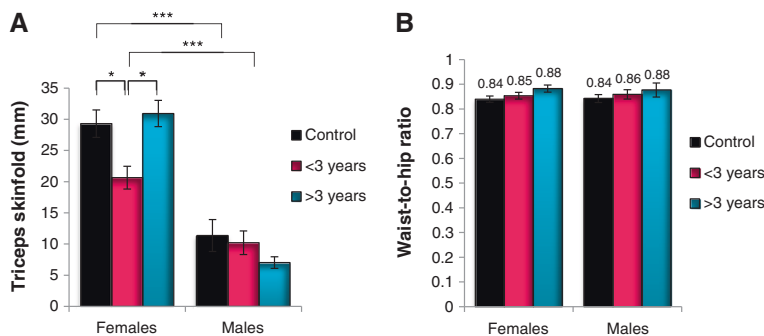 A
***
***
* *
Triceps skinfold (mm)
35
30
25
20
15
10
5
0
Females Males
Control
<3 years
>3 years
B
Waist-to-hip ratio
1
0.9
0.8
0.7
0.6
0.5
0.4
0.3
0.2
0.1
0
0.84 0.85 0.88 0.84 0.86 0.88
Females Males
Control
<3 years
>3 years